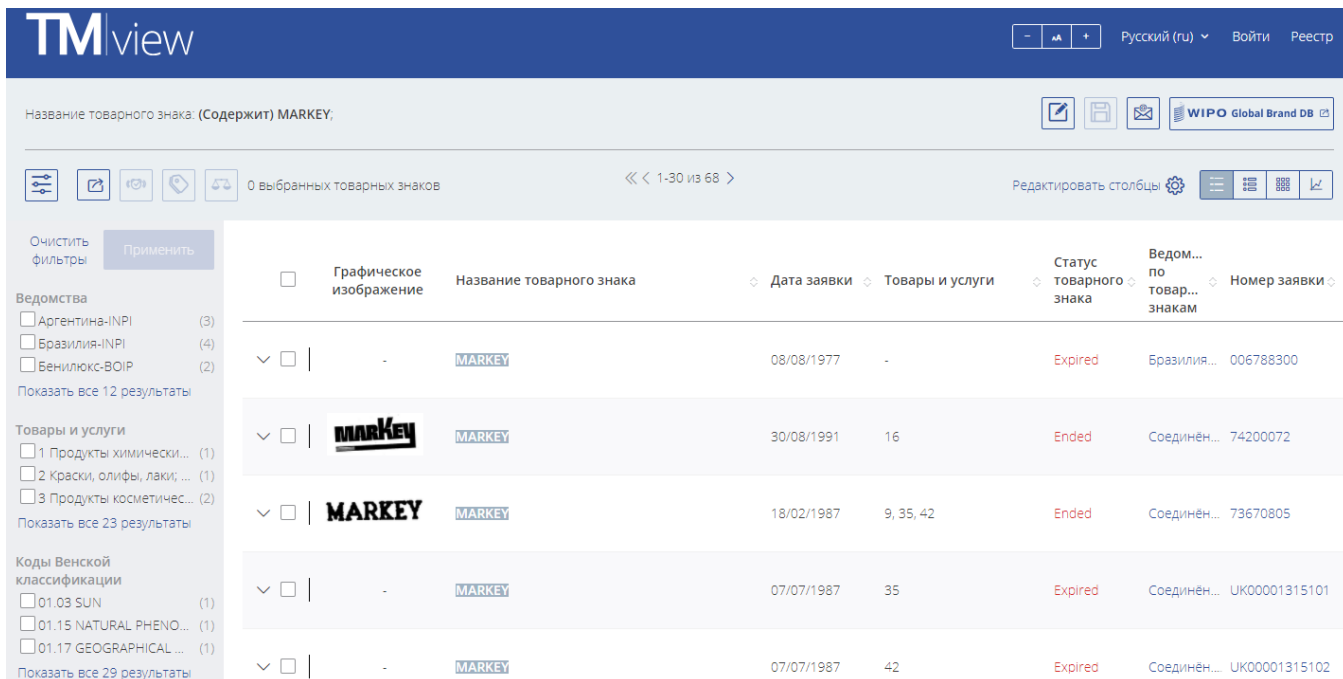 TMview
- AA +
Русский (ru)
Войти
Реестр
Название товарного знака: (Содержит) MARKEY;
WIPO Global Brand DB
0 выбранных товарных знаков
1-30 из 68
Редактировать столбцы
Очистить
фильтры
Применить
Ведомства
Аргентина-INPI (3)
Бразилия-INPI (4)
Бенилюкс-BOIP (2)
Показать все 12 результаты
Товары и услуги
1 Продукты химически... (1)
2 Краски, олифы, лаки; ... (1)
3 Продукты косметичес... (2)
Показать все 23 результаты
Коды Венской
классификации
01.03 SUN (1)
01.15 NATURAL PHENO... (1)
01.17 GEOGRAPHICAL ... (1)
Показать все 29 результаты
Графическое
изображение
Название товарного знака
Дата заявки
Товары и услуги
Статус
товарного
знака
Ведом...
по
товар...
знакам
Номер заявки
- MARKEY 08/08/1977 - Expired Бразилия... 006788300
MARKEY MARKEY 30/08/1991 16 Ended Соединён... 74200072
MARKEY MARKEY 18/02/1987 9, 35, 42 Ended Соединён... 73670805
- MARKEY 07/07/1987 35 Expired Соединён... UK00001315101
- MARKEY 07/07/1987 42 Expired Соединён... UK00001315102